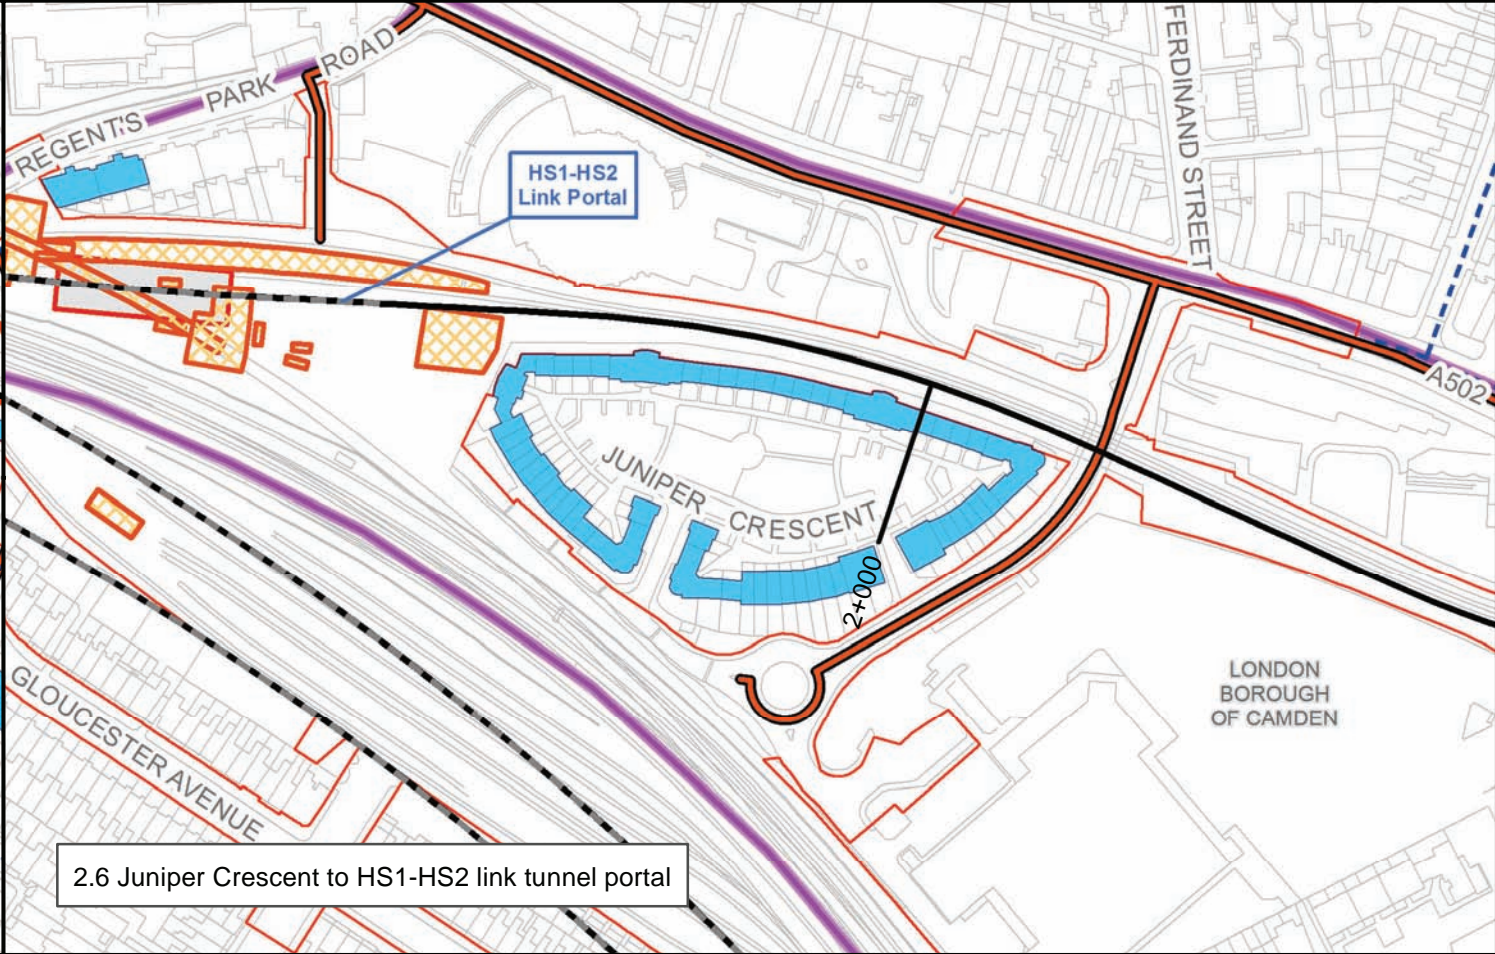 REGENT'S PARK ROAD
FERDINAND STREET
HS1-HS2
Link Portal
A502
JUNIPER CRESCENT
2+000
LONDON
BOROUGH
OF CAMDEN
GLOUCESTER AVENUE
2.6 Juniper Crescent to HS1-HS2 link tunnel portal